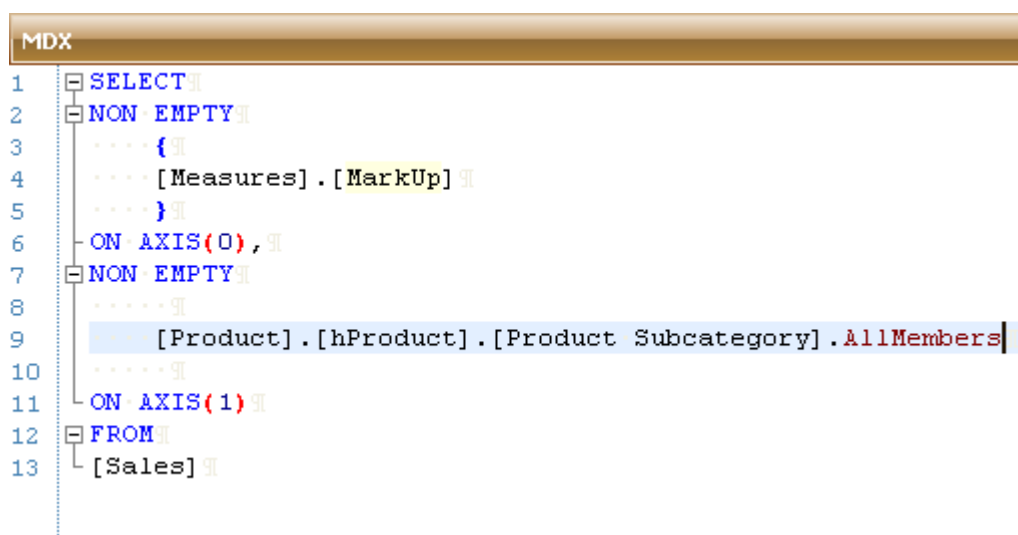 MDX
1 SELECT¶
2 NON·EMPTY¶
3 ····{¶
4 ····[Measures].[MarkUp]¶
5 ····}¶
6 ON·AXIS(0),¶
7 NON·EMPTY¶
8 ·····¶
9 ····[Product].[hProduct].[Product Subcategory].AllMembers
10 ·····¶
11 ON·AXIS(1)¶
12 FROM¶
13 [Sales]¶